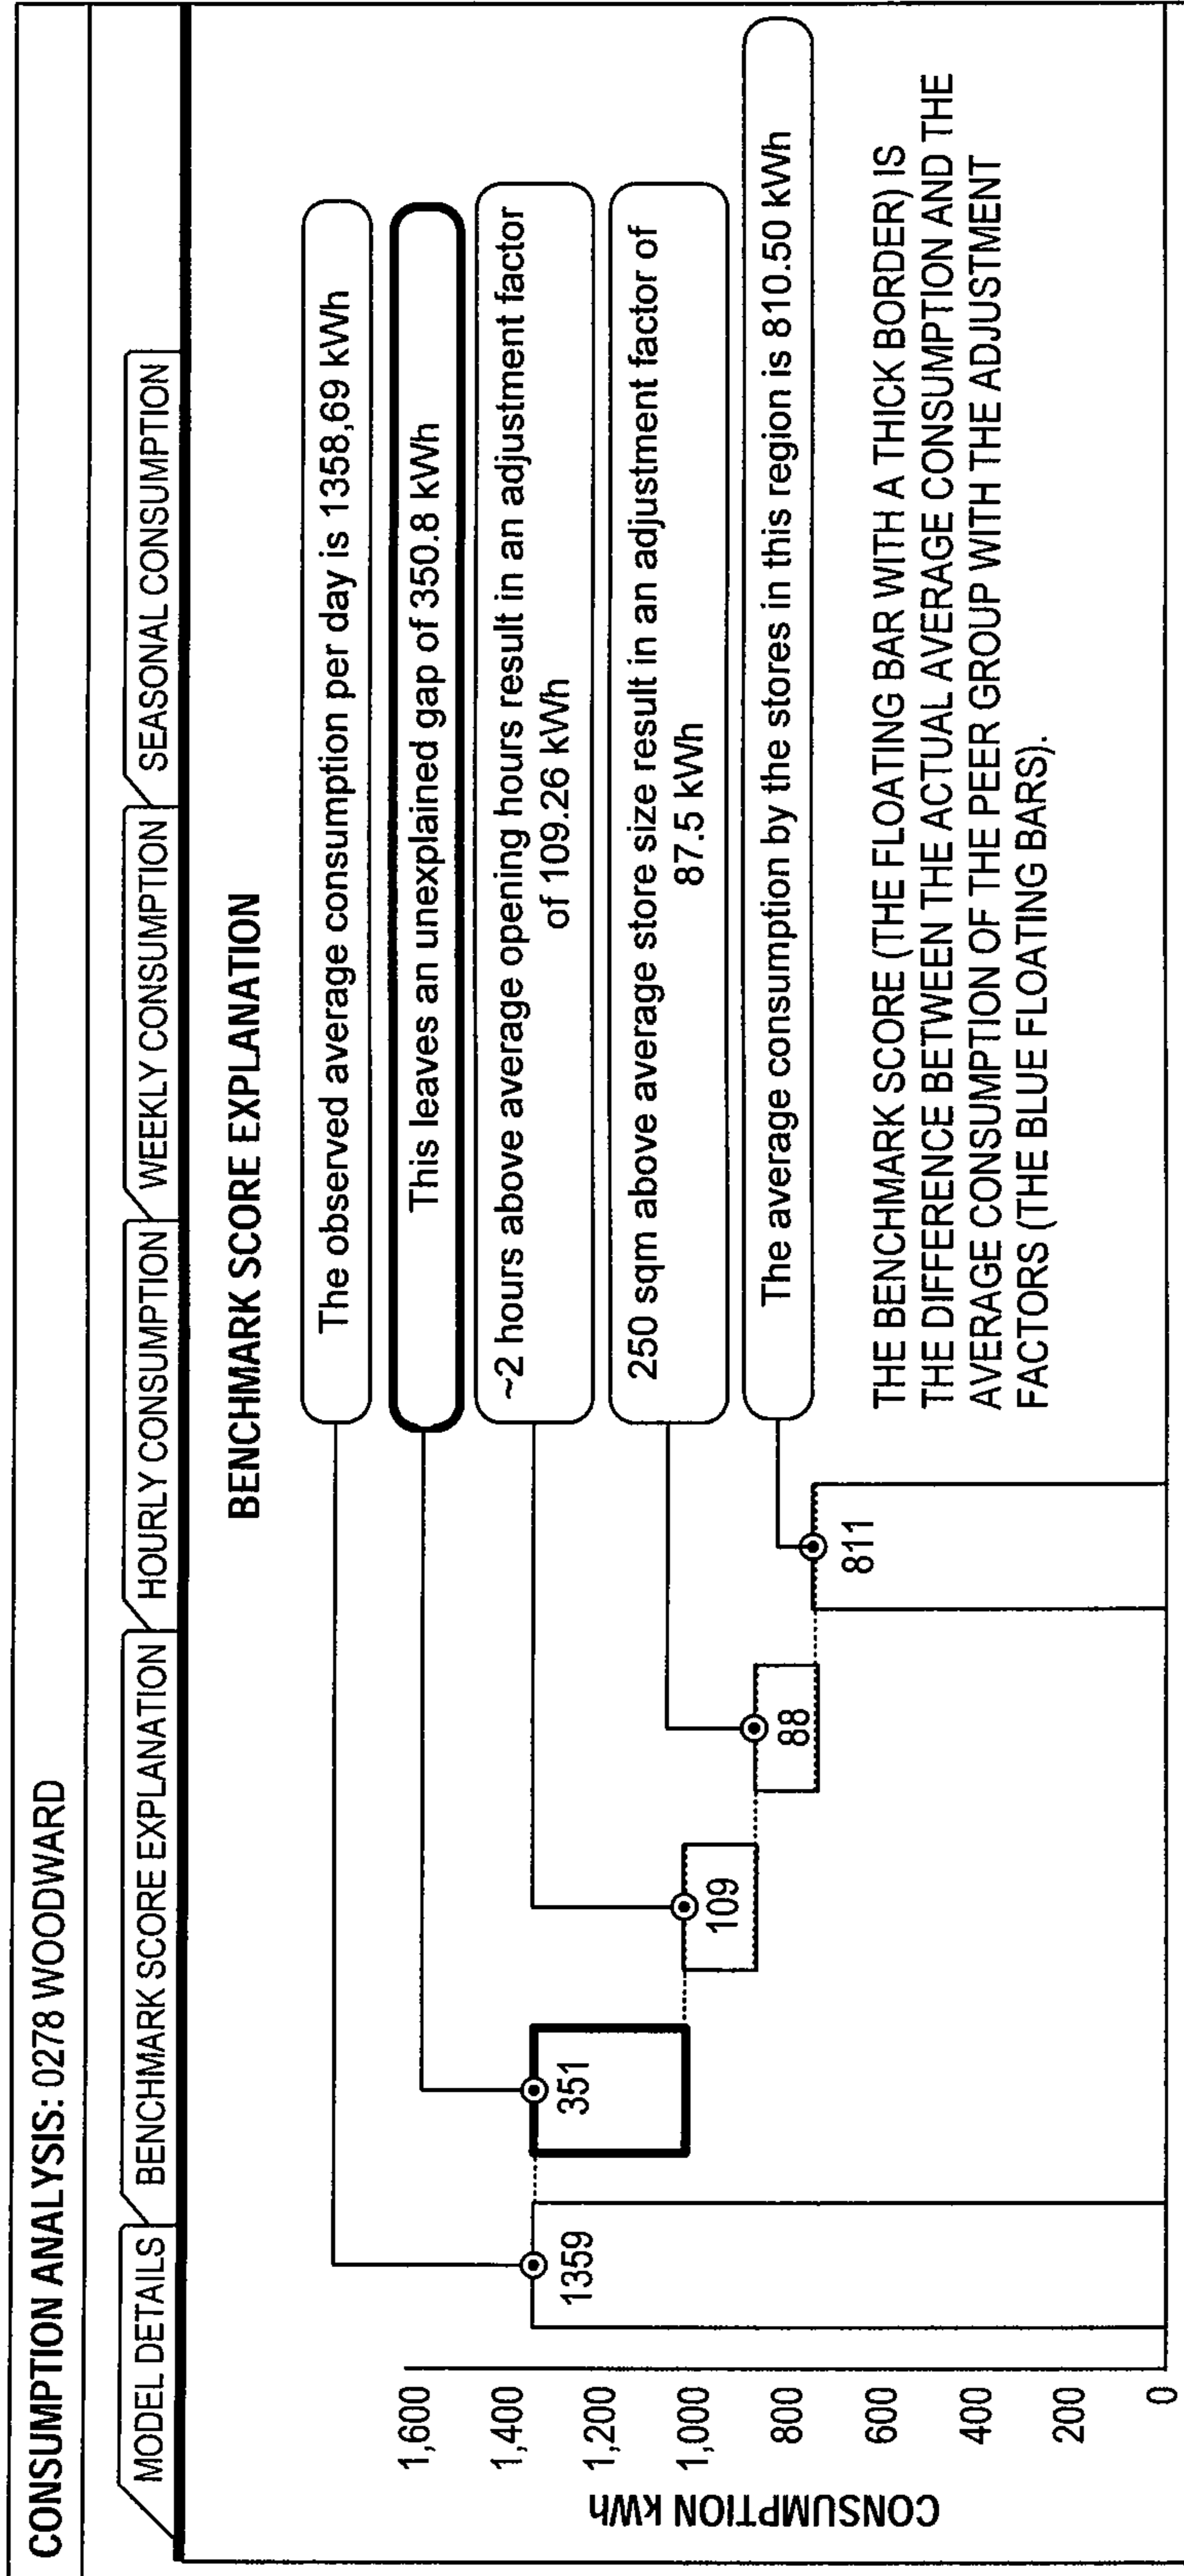 CONSUMPTION ANALYSIS: 0278 WOODWARD
MODEL DETAILS
BENCHMARK SCORE EXPLANATION
HOURLY CONSUMPTION
WEEKLY CONSUMPTION
SEASONAL CONSUMPTION
BENCHMARK SCORE EXPLANATION
The observed average consumption per day is 1358,69 kWh
This leaves an unexplained gap of 350.8 kWh
~2 hours above average opening hours result in an adjustment factor
of 109.26 kWh
250 sqm above average store size result in an adjustment factor of
87.5 kWh
The average consumption by the stores in this region is 810.50 kWh
THE BENCHMARK SCORE (THE FLOATING BAR WITH A THICK BORDER) IS
THE DIFFERENCE BETWEEN THE ACTUAL AVERAGE CONSUMPTION AND THE
AVERAGE CONSUMPTION OF THE PEER GROUP WITH THE ADJUSTMENT
FACTORS (THE BLUE FLOATING BARS).
CONSUMPTION kWh
1,600
1,400
1,200
1,000
800
600
400
200
0
1359
351
109
88
811